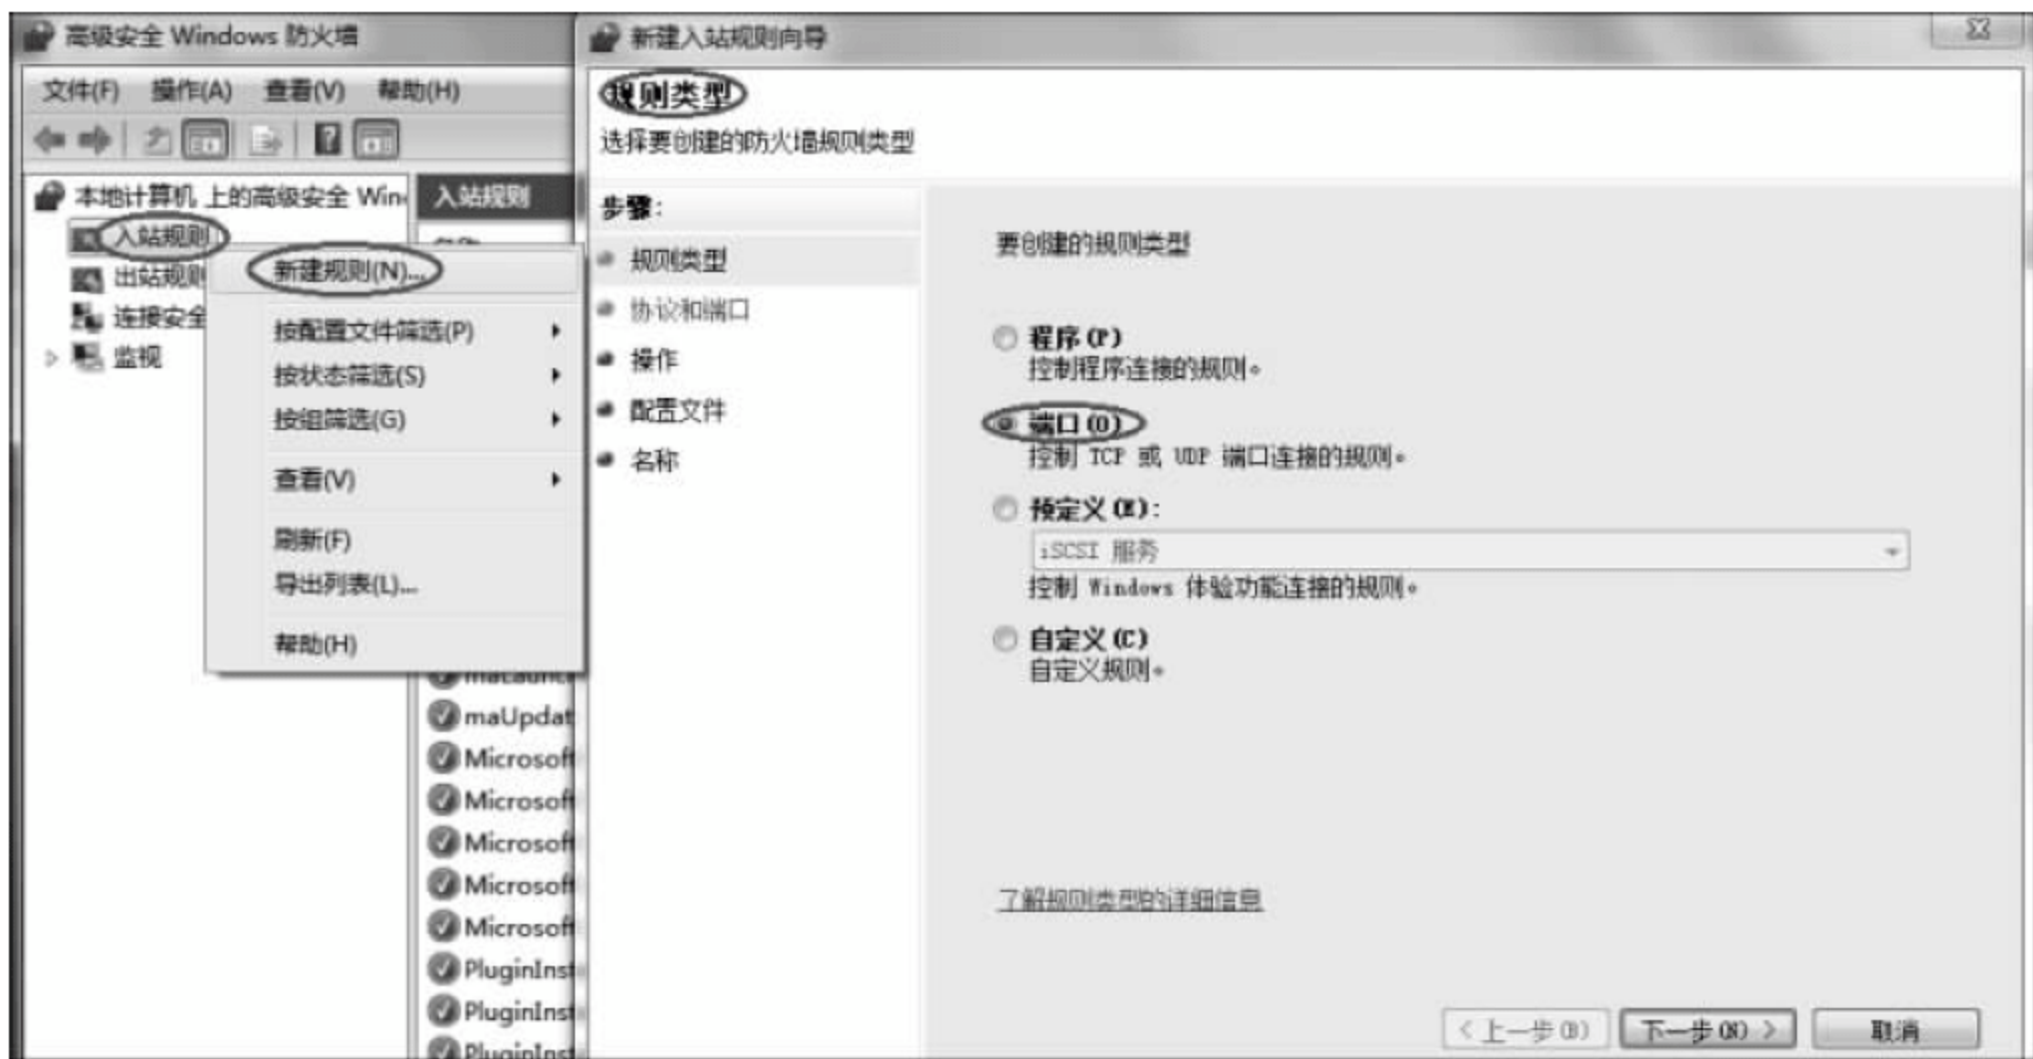 高级安全 Windows 防火墙
文件(F) 操作(A) 查看(V) 帮助(H)
本地计算机 上的高级安全 Win
入站规则
出站规则
连接安全
监视
入站规则
新建规则(N)...
按配置文件筛选(P)
按状态筛选(S)
按组筛选(G)
查看(V)
刷新(F)
导出列表(L)...
帮助(H)
maUpdat
Microsoft
Microsoft
Microsoft
Microsoft
Microsoft
PluginInst
PluginInst
PluginInst
新建入站规则向导
规则类型
选择要创建的防火墙规则类型
步骤:
规则类型
协议和端口
操作
配置文件
名称
要创建的规则类型
程序(P)
控制程序连接的规则。
端口(O)
控制 TCP 或 UDP 端口连接的规则。
预定义(E):
iSCSI 服务
控制 Windows 体验功能连接的规则。
自定义(C)
自定义规则。
了解规则类型的详细信息
<上一步(B) 下一步(N) > 取消